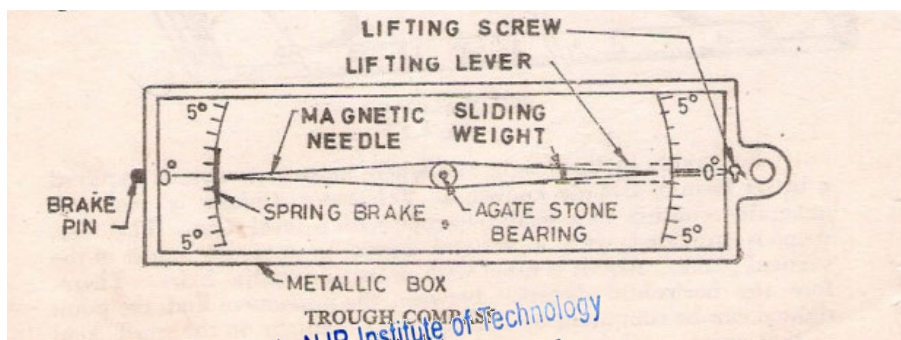 LIFTING SCREW
LIFTING LEVER
5°
MAGNETIC
NEEDLE
SLIDING
WEIGHT
5°
0°
0°
BRAKE
PIN
SPRING BRAKE
AGATE STONE
BEARING
5°
5°
METALLIC BOX
TROUGH COMPASS
NJR Institute of Technology